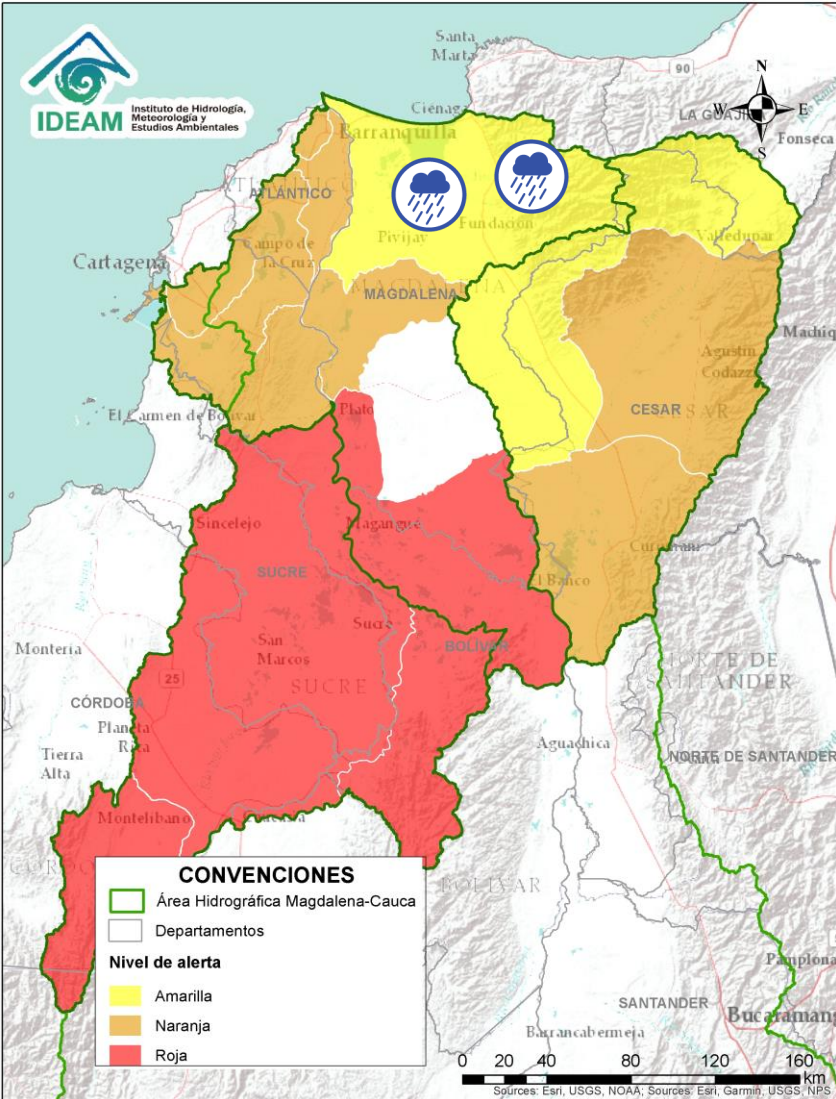 IDEAM
Instituto de Hidrología,
Meteorología y
Estudios Ambientales
Santa
Marta
90
N
W
E
S
Ciénaga
LA GUAJIRA
Fonseca
Barranquilla
ATLÁNTICO
Fundación
Pivijay
Valledupar
Campo de
la Cruz
Cartagena
MAGDALENA
MAGDALENA
Machiq
Agustín
Codazzi
El Carmen de Bolívar
Plato
CESAR
CESAR
Sincelejo
Magangué
SUCRE
El Banco
Sucre
BOLÍVAR
San
Marcos
Montería
25
SUCRE
NORTE DE
SANTANDER
CÓRDOBA
Planeta
Rica
Aguachica
Tierra
Alta
NORTE DE SANTANDER
Montelíbano
BOLÍVAR
CONVENCIONES
Área Hidrográfica Magdalena-Cauca
Departamentos
Nivel de alerta
Amarilla
Naranja
Roja
Pamplona
SANTANDER
Bucaramang
Barrancabermeja
0 20 40 80 120 160
km
Sources: Esri, USGS, NOAA; Sources: Esri, Garmin, USGS, NPS